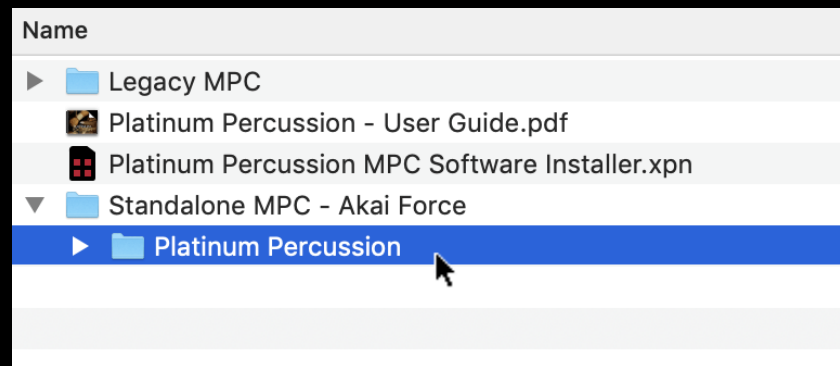 Name
Legacy MPC
Platinum Percussion - User Guide.pdf
Platinum Percussion MPC Software Installer.xpn
Standalone MPC - Akai Force
Platinum Percussion